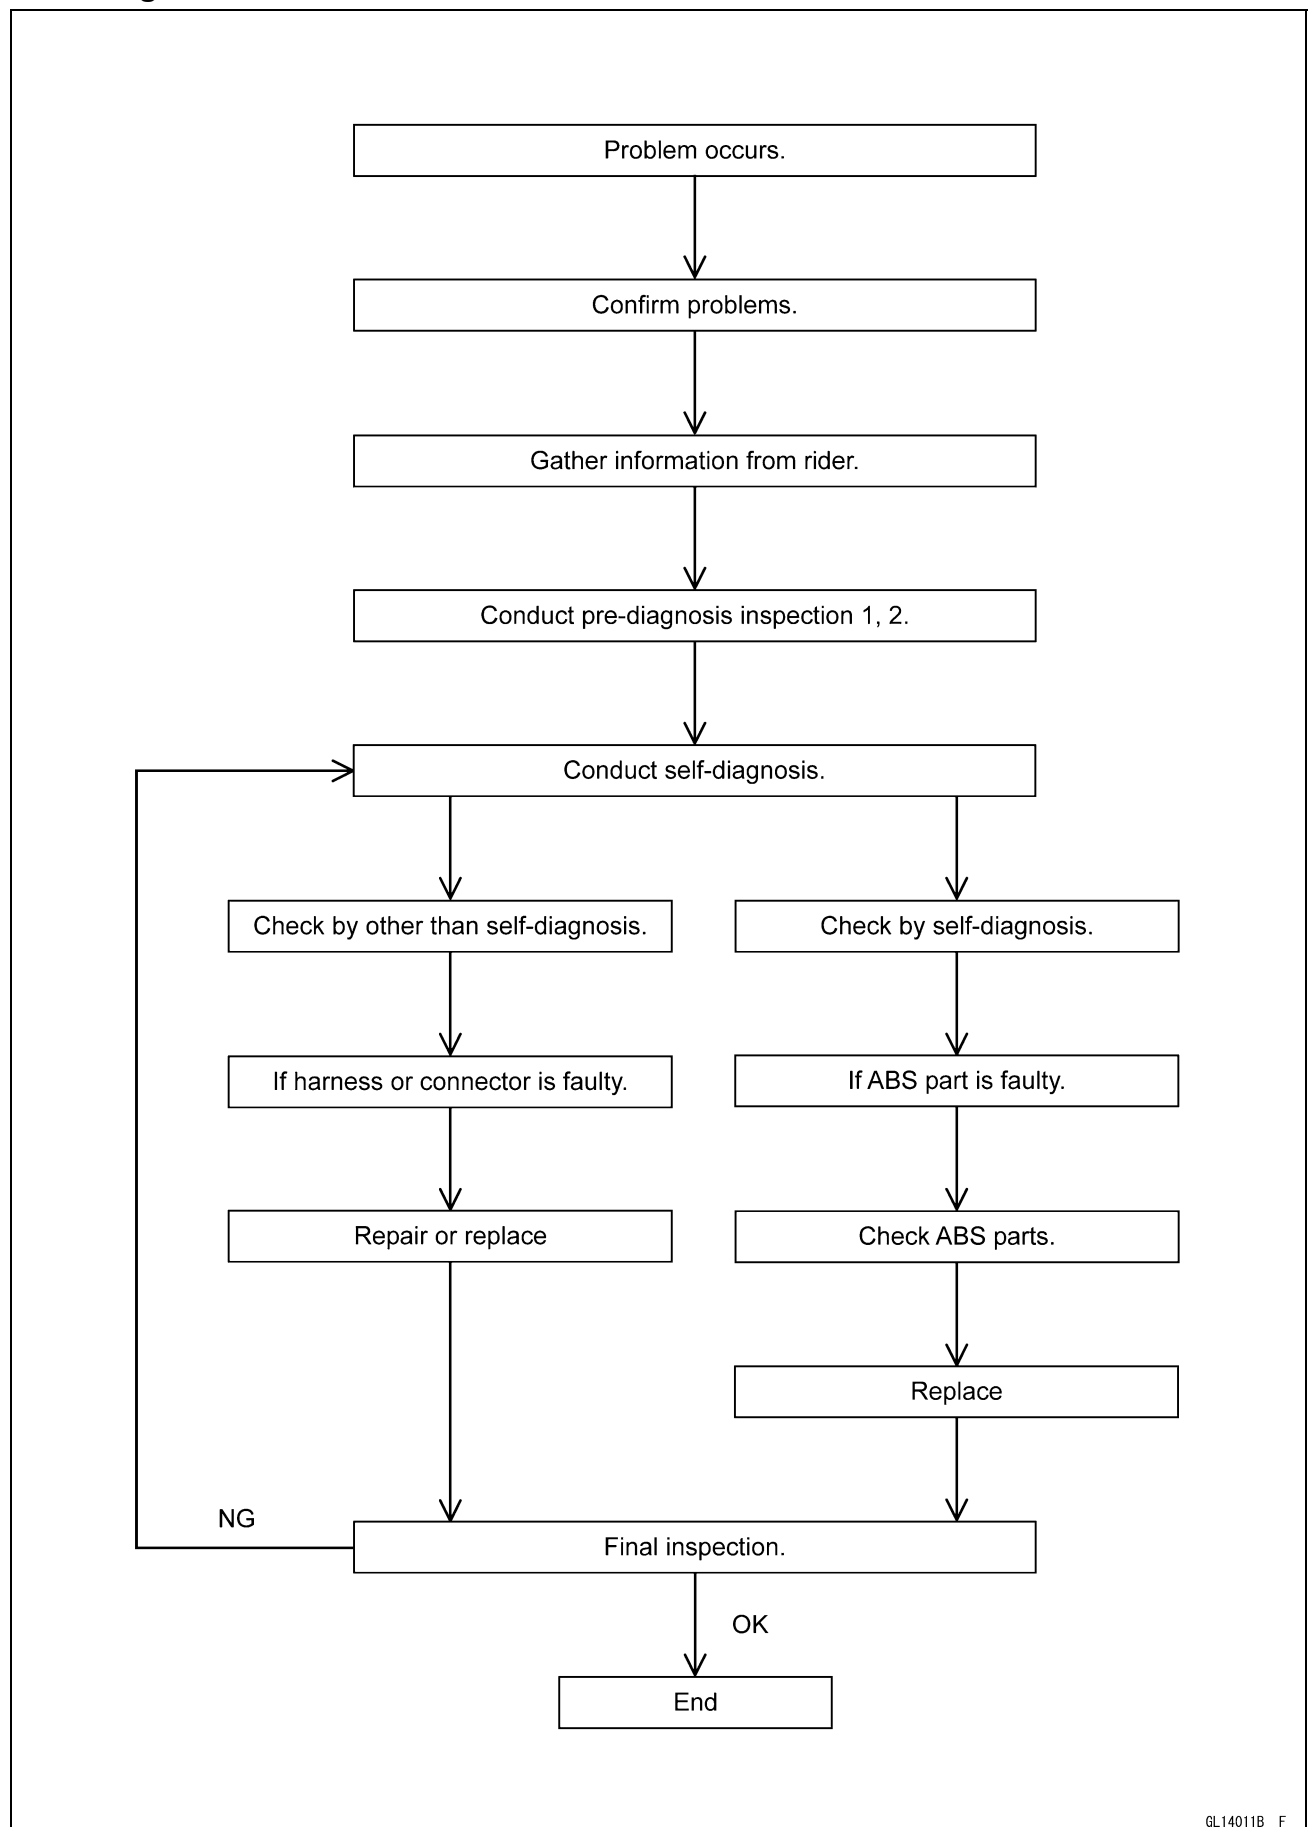 Problem occurs.
Confirm problems.
Gather information from rider.
Conduct pre-diagnosis inspection 1, 2.
Conduct self-diagnosis.
Check by other than self-diagnosis.
Check by self-diagnosis.
If harness or connector is faulty.
If ABS part is faulty.
Repair or replace
Check ABS parts.
Replace
NG
Final inspection.
OK
End
GL14011B F